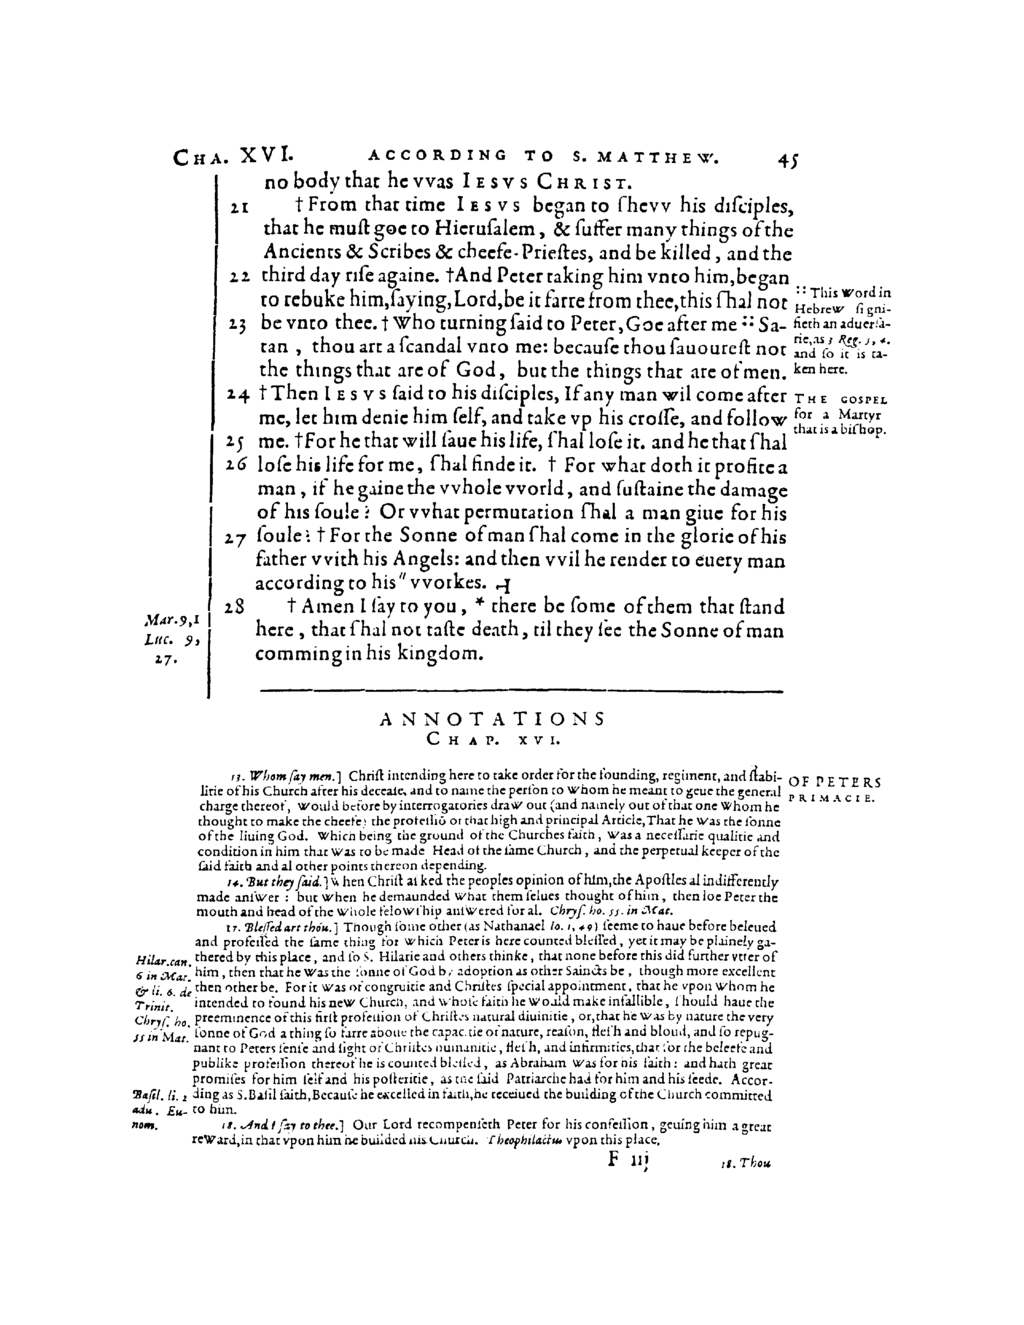 CHA. XVI. ACCORDING TO S. MATTHEW. 45
no body that he vvas IESVS CHRIST.
21 † From that time IESVS began to ſhevv his diſciples,
that he muſt goe to Hieruſalem, & ſuffer many things of the
Ancients & Scribes & cheefe-Prieſtes, and be killed, and the
22 third day riſe againe. †And Peter taking him vnto him, began
to rebuke him, ſaying, Lord, be it farre from thee, this ſhal not
23 be vnto thee. † Who turning ſaid to Peter, Goe after me :: Sa-
tan, thou art a ſcandal vnto me: becauſe thou ſauoureſt not
the things that are of God, but the things that are of men.
:: This word in
Hebrew ſigni-
fieth an aduerſa-
rie, as 3 Reg. 5, 4.
and ſo it is ta-
ken here.
24 † Then IESVS ſaid to his diſciples, If any man wil come after
me, let him denie him ſelf, and take vp his croſſe, and follow
25 me. †For he that will ſaue his life, ſhal loſe it. and he that ſhal
THE GOSPEL
for a Martyr
that is a biſhop.
26 loſe his life for me, ſhal finde it. † For what doth it profite a
man, if he gaine the vvhole vvorld, and ſuſtaine the damage
of his ſoule? Or vvhat permutation ſhal a man giue for his
27 ſoule? † For the Sonne of man ſhal come in the glorie of his
father vvith his Angels: and then vvil he render to euery man
according to his " vvorkes. ⊣
28 † Amen I ſay to you, * there be ſome of them that ſtand
here, that ſhal not taſte death, til they ſee the Sonne of man
comming in his kingdom.
Mar. 9, 1
Luc. 9,
27.
ANNOTATIONS
CHAP. XVI.
13. Whom ſay men.] Chriſt intending here to take order for the founding, regiment, and ſtabi-
litie of his Church after his deceaſe, and to name the perſon to whom he meant to geue the general
charge thereof, would before by interrogatories draw out (and namely out of that one whom he
thought to make the cheefe) the profeſsiō of that high and principal Article, That he was the ſonne
of the liuing God. Which being the ground of the Churches faith, was a neceſſarie qualitie and
condition in him that was to be made Head of the ſame Church, and the perpetual keeper of the
ſaid faith and al other points thereon depending.
OF PETERS
PRIMACIE.
14. But they ſaid.] When Chriſt aſked the peoples opinion of him, the Apoſtles al indifferently
made anſwer: but when he demaunded what them ſelues thought of him, then loe Peter the
mouth and head of the whole felowſhip anſwered for al. Chryſ. ho. 55. in Mat.
17. Bleſſed art thou.] Though ſome other (as Nathanael Io. 1, 49) ſeeme to haue before beleued
and profeſſed the ſame thing for which Peter is here counted bleſſed, yet it may be plainely ga-
thered by this place, and ſo S. Hilarie and others thinke, that none before this did further vtter of
him, then that he was the ſonne of God by adoption as other Saincts be, though more excellent
then other be. For it was of congruitie and Chriſtes ſpecial appointment, that he vpon whom he
intended to found his new Church, and whoſe faith he would make infallible, ſhould haue the
preeminence of this firſt profeſſion of Chriſtes natural diuinitie, or, that he was by nature the very
ſonne of God a thing ſo farre aboue the capacitie of nature, reaſon, fleſh and bloud, and ſo repug-
nant to Peters ſenſe and ſight of Chriſtes humanitie, fleſh, and infirmities, that for the beleefe and
publike profeſſion thereof he is counted bleſſed, as Abraham was for his faith: and hath great
promiſes for him ſelf and his poſteritie, as the ſaid Patriarche had for him and his ſeede. Accor-
ding as S. Baſil ſaith, Becauſe he excelled in faith, he receiued the building of the Church committed
to him.
Hilar. can.
6 in Mat.
& li. 6. de
Trinit.
Chryſ. ho.
55 in Mat.
Baſil. li. 2
adu. Eu-
nom.
18. And I ſay to thee.] Our Lord recompenſeth Peter for his confeſſion, geuing him a great
reward, in that vpon him he builded his Church. Theophilactus vpon this place.
F iij 18. Thou